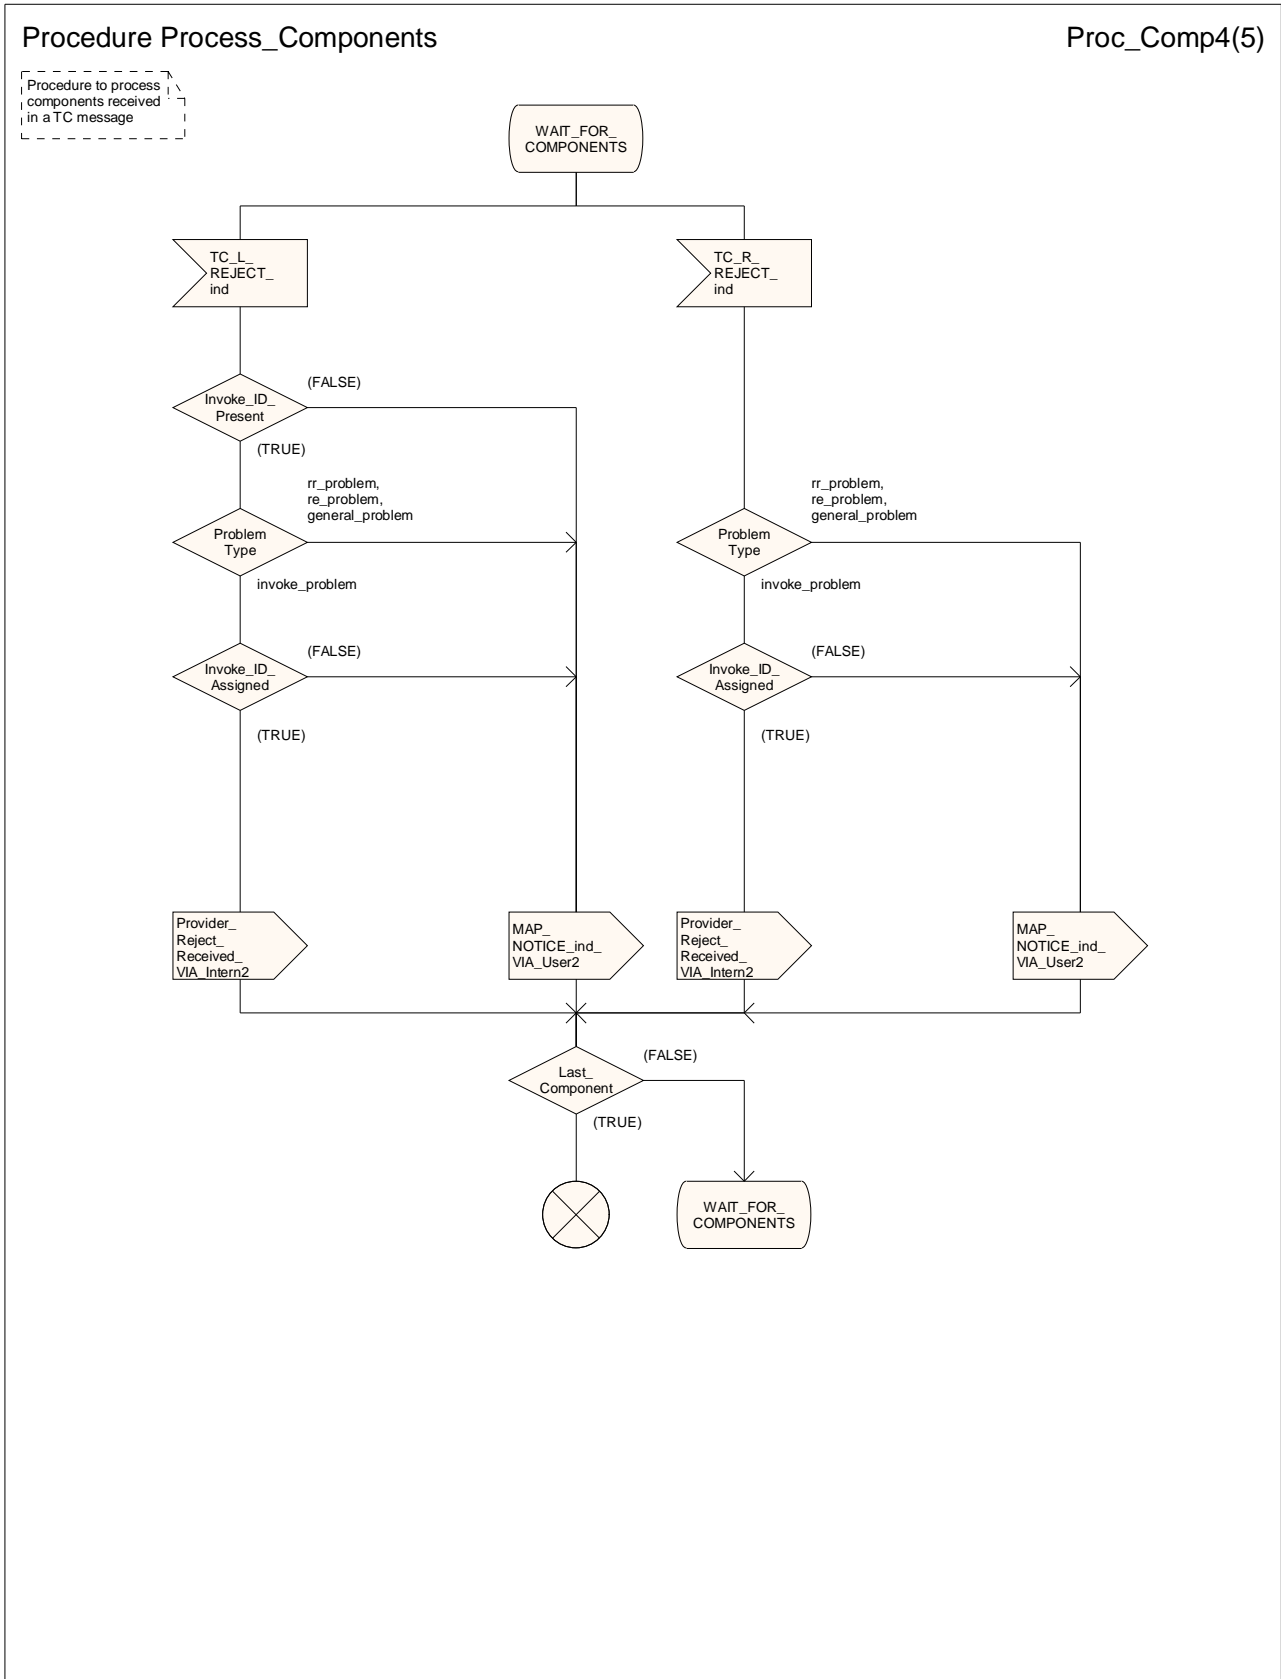 Procedure Process_Components
Proc_Comp4(5)
Procedure to process
components received
in a TC message
WAIT_FOR_
COMPONENTS
TC_L_
REJECT_
ind
TC_R_
REJECT_
ind
Invoke_ID_
Present
(FALSE)
(TRUE)
rr_problem,
re_problem,
general_problem
Problem
Type
invoke_problem
rr_problem,
re_problem,
general_problem
Problem
Type
invoke_problem
Invoke_ID_
Assigned
(FALSE)
(TRUE)
Invoke_ID_
Assigned
(FALSE)
(TRUE)
Provider_
Reject_
Received_
VIA_Intern2
MAP_
NOTICE_ind_
VIA_User2
Provider_
Reject_
Received_
VIA_Intern2
MAP_
NOTICE_ind_
VIA_User2
Last_
Component
(FALSE)
(TRUE)
WAIT_FOR_
COMPONENTS